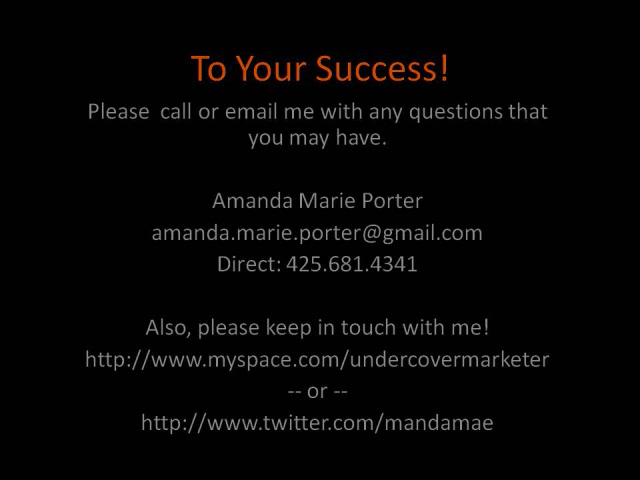 To Your Success!
Please  call or email me with any questions that
you may have.
Amanda Marie Porter
amanda.marie.porter@gmail.com
Direct: 425.681.4341
Also, please keep in touch with me!
http://www.myspace.com/undercovermarketer
-- or --
http://www.twitter.com/mandamae